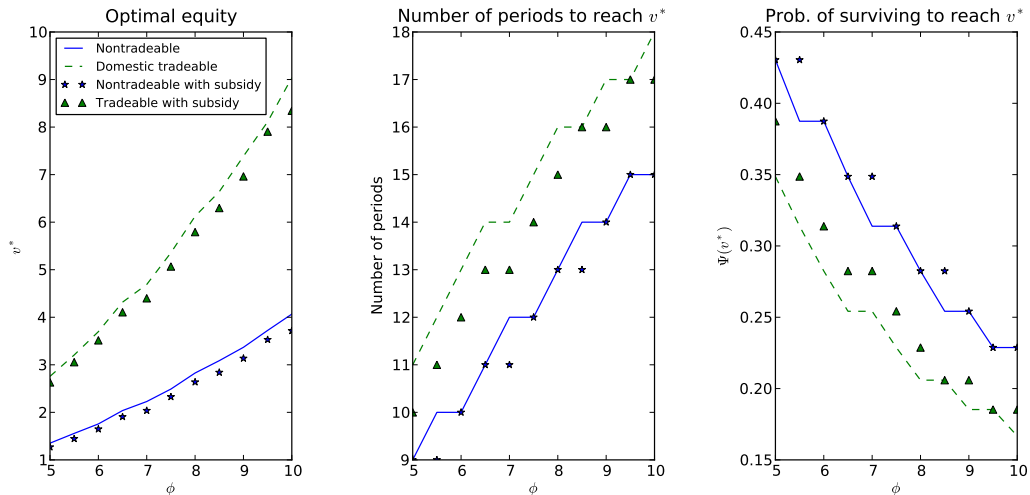 Optimal equity
10
9
8
7
6
5
4
3
2
1
v*
Nontradeable
Domestic tradeable
Nontradeable with subsidy
Tradeable with subsidy
5 6 7 8 9 10
ϕ
Number of periods to reach v*
18
17
16
15
14
13
12
11
10
9
Number of periods
5 6 7 8 9 10
ϕ
Prob. of surviving to reach v*
0.45
0.40
0.35
0.30
0.25
0.20
0.15
Ψ(v*)
5 6 7 8 9 10
ϕ